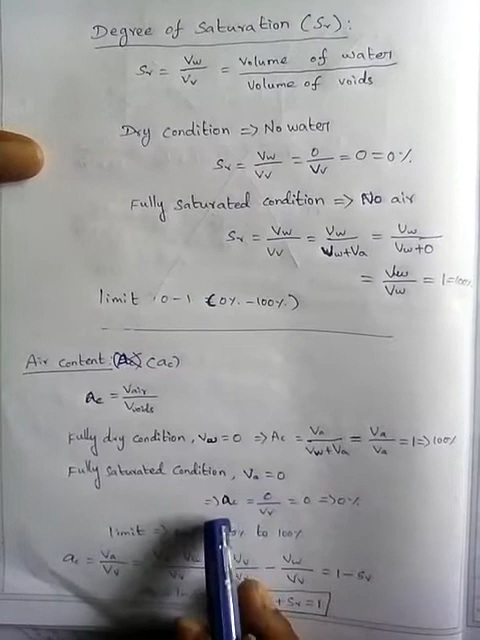 Degree of Saturation (Sr):
Sr = Vw/Vv = Volume of water/Volume of voids
Dry condition => No water
Sr = Vw/Vv = 0/Vv = 0 = 0%
Fully saturated condition => No air
Sr = Vw/Vv = Vw/Vw+Va = Vw/Vw+0
= Vw/Vw = 1 = 100%
limit 0-1 (0% - 100%)
Air content: (ac)
Ac = Vair/Vvoids
Fully dry condition, Vw = 0 => Ac = Va/Vw+Va = Va/Va = 1 => 100%
Fully saturated Condition, Va = 0
=> ac = 0/Vv = 0 => 0%
limit => 0% to 100%
ac = Va/Vv = Vv/Vv - Vw/Vv = 1 - Sr
+ Sr = 1